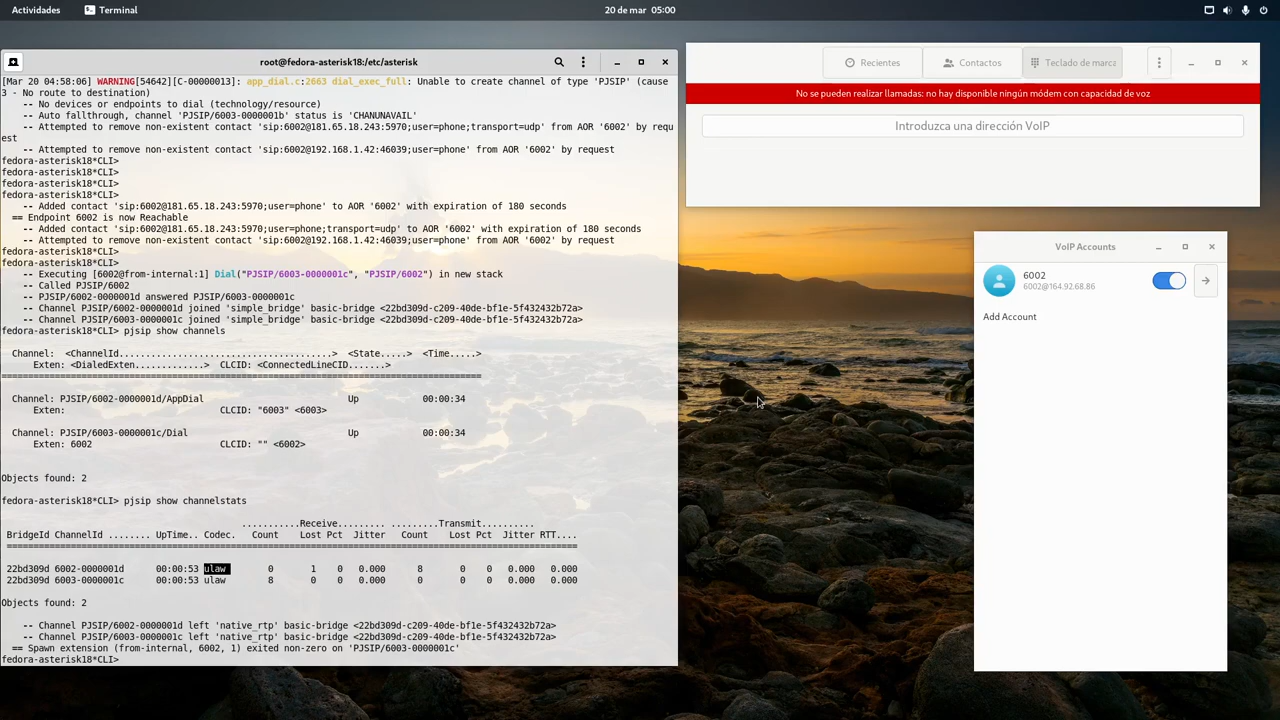 Actividades
Terminal
20 de mar 05:00
root@fedora-asterisk18:/etc/asterisk
[Mar 20 04:58:06] WARNING[54642][C-00000013]: app_dial.c:2663 dial_exec_full: Unable to create channel of type 'PJSIP' (cause
3 - No route to destination)
-- No devices or endpoints to dial (technology/resource)
-- Auto fallthrough, channel 'PJSIP/6003-0000001b' status is 'CHANUNAVAIL'
-- Attempted to remove non-existent contact 'sip:6002@181.65.18.243:5970;user=phone;transport=udp' from AOR '6002' by requ
est
-- Attempted to remove non-existent contact 'sip:6002@192.168.1.42:46039;user=phone' from AOR '6002' by request
fedora-asterisk18*CLI>
fedora-asterisk18*CLI>
fedora-asterisk18*CLI>
fedora-asterisk18*CLI>
-- Added contact 'sip:6002@181.65.18.243:5970;user=phone' to AOR '6002' with expiration of 180 seconds
== Endpoint 6002 is now Reachable
-- Added contact 'sip:6002@181.65.18.243:5970;user=phone;transport=udp' to AOR '6002' with expiration of 180 seconds
-- Attempted to remove non-existent contact 'sip:6002@192.168.1.42:46039;user=phone' from AOR '6002' by request
fedora-asterisk18*CLI>
fedora-asterisk18*CLI>
-- Executing [6002@from-internal:1] Dial("PJSIP/6003-0000001c", "PJSIP/6002") in new stack
-- Called PJSIP/6002
-- PJSIP/6002-0000001d answered PJSIP/6003-0000001c
-- Channel PJSIP/6002-0000001d joined 'simple_bridge' basic-bridge <22bd309d-c209-40de-bf1e-5f432432b72a>
-- Channel PJSIP/6003-0000001c joined 'simple_bridge' basic-bridge <22bd309d-c209-40de-bf1e-5f432432b72a>
fedora-asterisk18*CLI> pjsip show channels
Channel: <ChannelId......................................> <State.....> <Time.....>
Exten: <DialedExten.............> CLCID: <ConnectedLineCID.......>
==========================================================================================
Channel: PJSIP/6002-0000001d/AppDial Up 00:00:34
Exten: CLCID: "6003" <6003>
Channel: PJSIP/6003-0000001c/Dial Up 00:00:34
Exten: 6002 CLCID: "" <6002>
Objects found: 2
fedora-asterisk18*CLI> pjsip show channelstats
...........Receive......... .........Transmit..........
BridgeId ChannelId ........ UpTime.. Codec. Count Lost Pct Jitter Count Lost Pct Jitter RTT....
===========================================================================================================
22bd309d 6002-0000001d 00:00:53 ulaw 0 1 0 0.000 8 0 0 0.000 0.000
22bd309d 6003-0000001c 00:00:53 ulaw 8 0 0 0.000 0 0 0 0.000 0.000
Objects found: 2
-- Channel PJSIP/6002-0000001d left 'native_rtp' basic-bridge <22bd309d-c209-40de-bf1e-5f432432b72a>
-- Channel PJSIP/6003-0000001c left 'native_rtp' basic-bridge <22bd309d-c209-40de-bf1e-5f432432b72a>
== Spawn extension (from-internal, 6002, 1) exited non-zero on 'PJSIP/6003-0000001c'
fedora-asterisk18*CLI>
Recientes
Contactos
Teclado de marca
No se pueden realizar llamadas: no hay disponible ningún módem con capacidad de voz
Introduzca una dirección VoIP
VoIP Accounts
6002
6002@164.92.68.86
Add Account